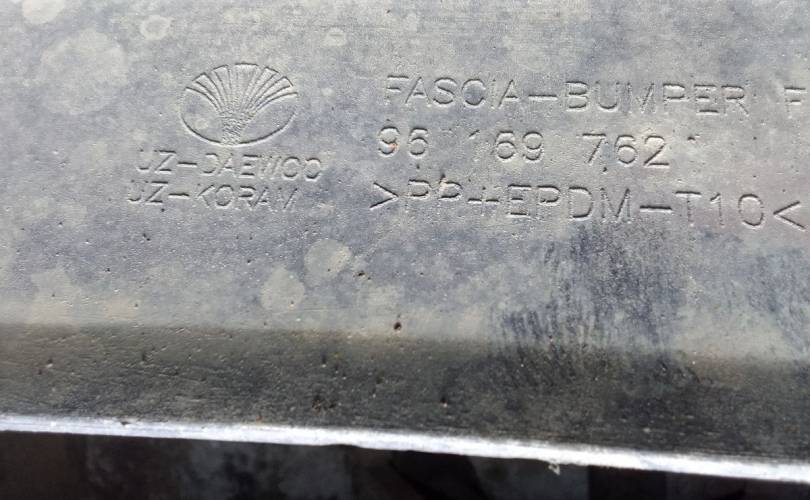 FASCIA-BUMPER F
96 169 762
>PP+EPDM-T10<
UZ-DAEWOO
UZ-KORAM